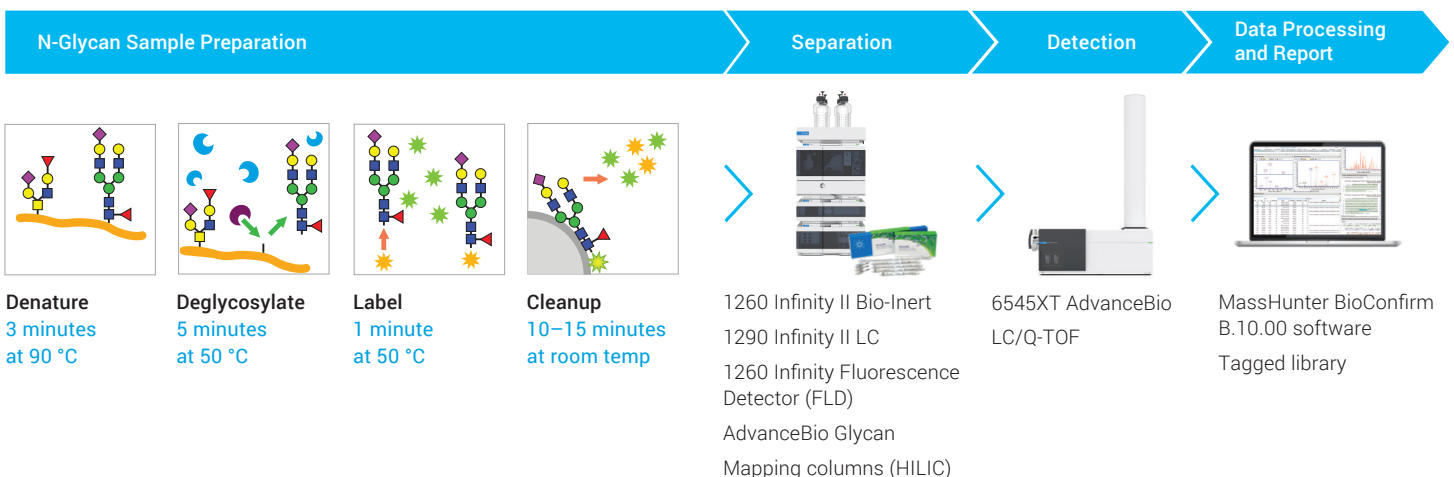 N-Glycan Sample Preparation
Separation
Detection
Data Processing
and Report
Denature
3 minutes
at 90 °C
Deglycosylate
5 minutes
at 50 °C
Label
1 minute
at 50 °C
Cleanup
10–15 minutes
at room temp
1260 Infinity II Bio-Inert
1290 Infinity II LC
1260 Infinity Fluorescence
Detector (FLD)
AdvanceBio Glycan
Mapping columns (HILIC)
6545XT AdvanceBio
LC/Q-TOF
MassHunter BioConfirm
B.10.00 software
Tagged library